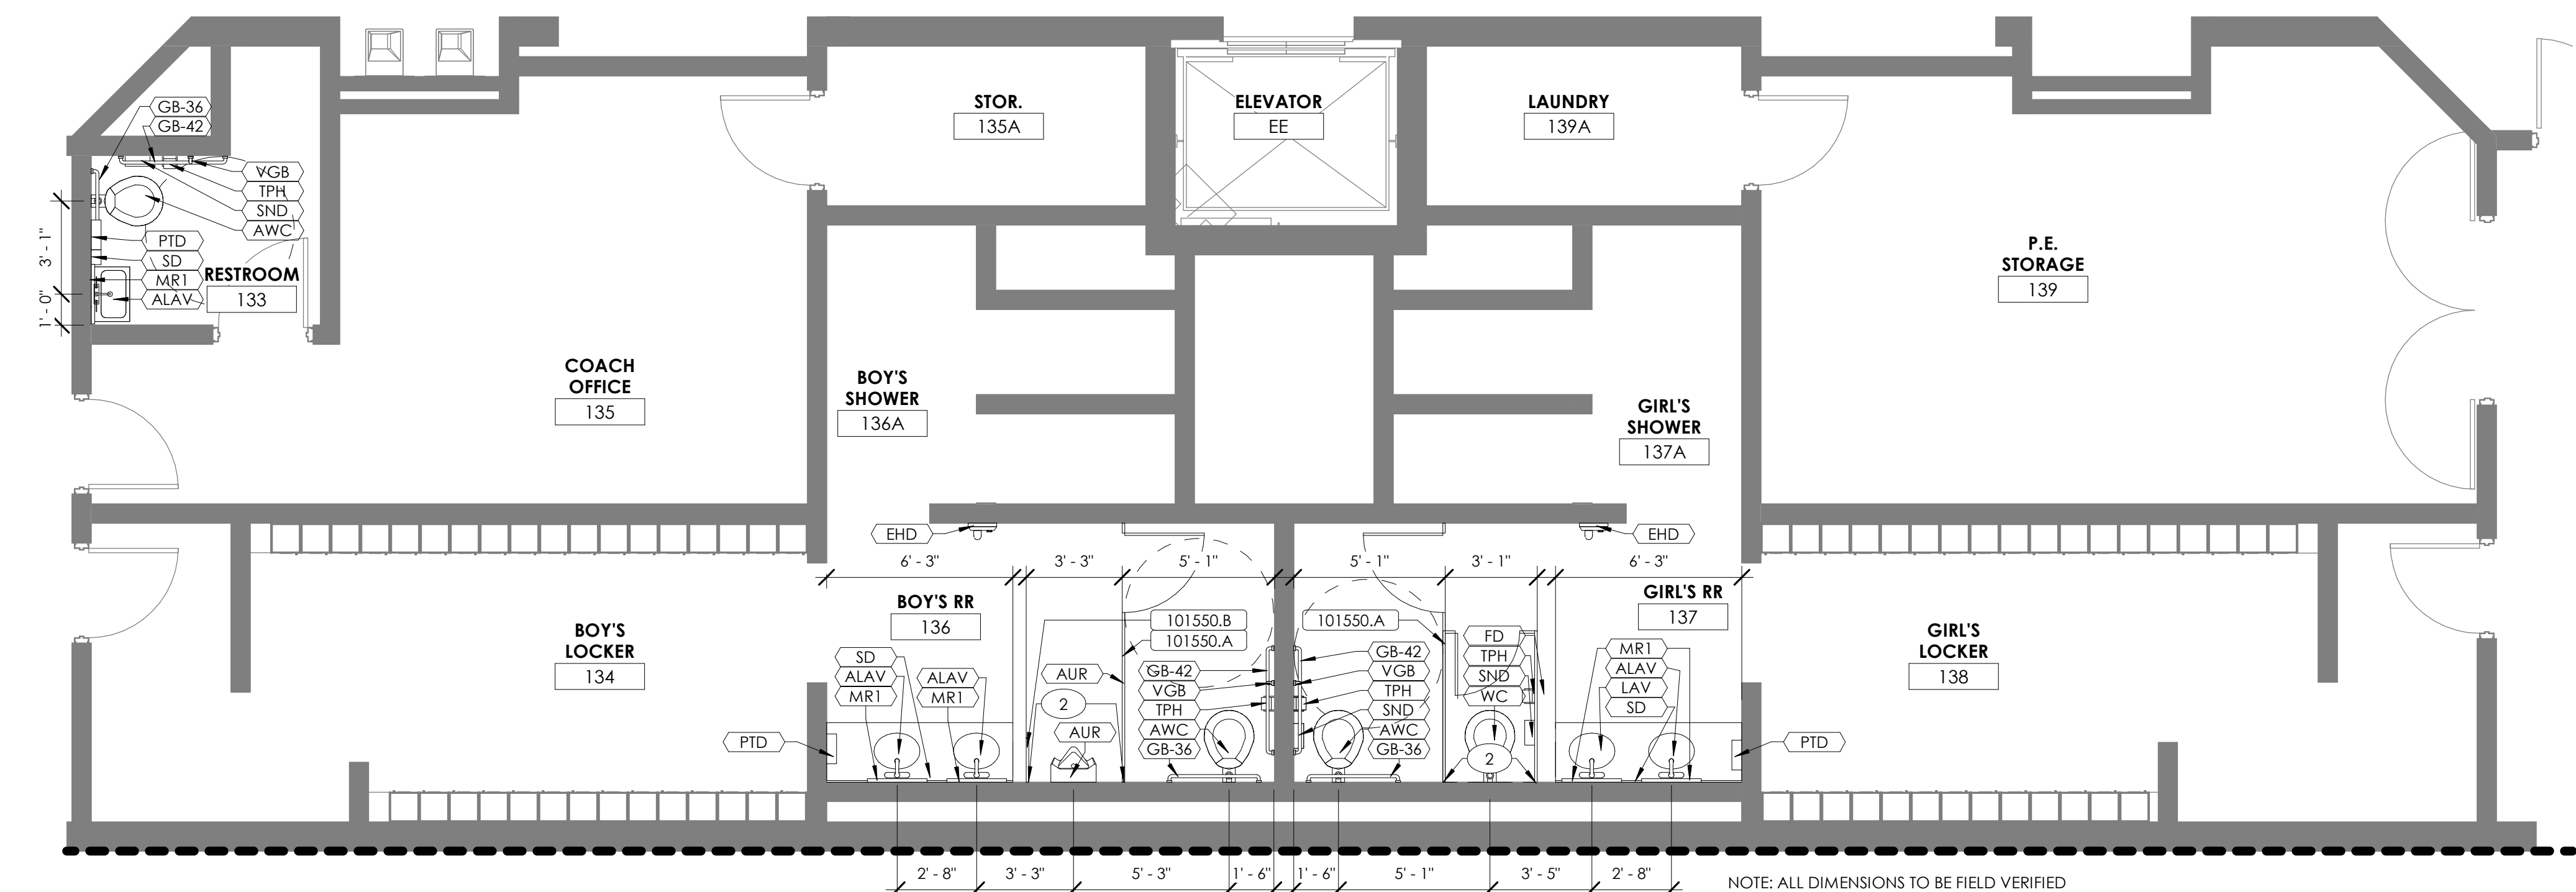 STOR.
135A
ELEVATOR
EE
LAUNDRY
139A
GB-36
GB-42
VGB
TPH
SND
AWC
PTD
SD
MR1
ALAV
RESTROOM
133
3' - 1"
1' - 0"
P.E.
STORAGE
139
COACH
OFFICE
135
BOY'S
SHOWER
136A
GIRL'S
SHOWER
137A
EHD
EHD
6' - 3"
3' - 3"
5' - 1"
5' - 1"
3' - 1"
6' - 3"
BOY'S RR
136
GIRL'S RR
137
101550.B
101550.A
101550.A
BOY'S
LOCKER
134
GIRL'S
LOCKER
138
SD
ALAV
MR1
ALAV
MR1
AUR
2
AUR
GB-42
VGB
TPH
AWC
GB-36
GB-42
VGB
TPH
SND
AWC
GB-36
FD
TPH
SND
WC
2
MR1
ALAV
LAV
SD
PTD
PTD
2' - 8"
3' - 3"
5' - 3"
1' - 6"
1' - 6"
5' - 1"
3' - 5"
2' - 8"
NOTE: ALL DIMENSIONS TO BE FIELD VERIFIED